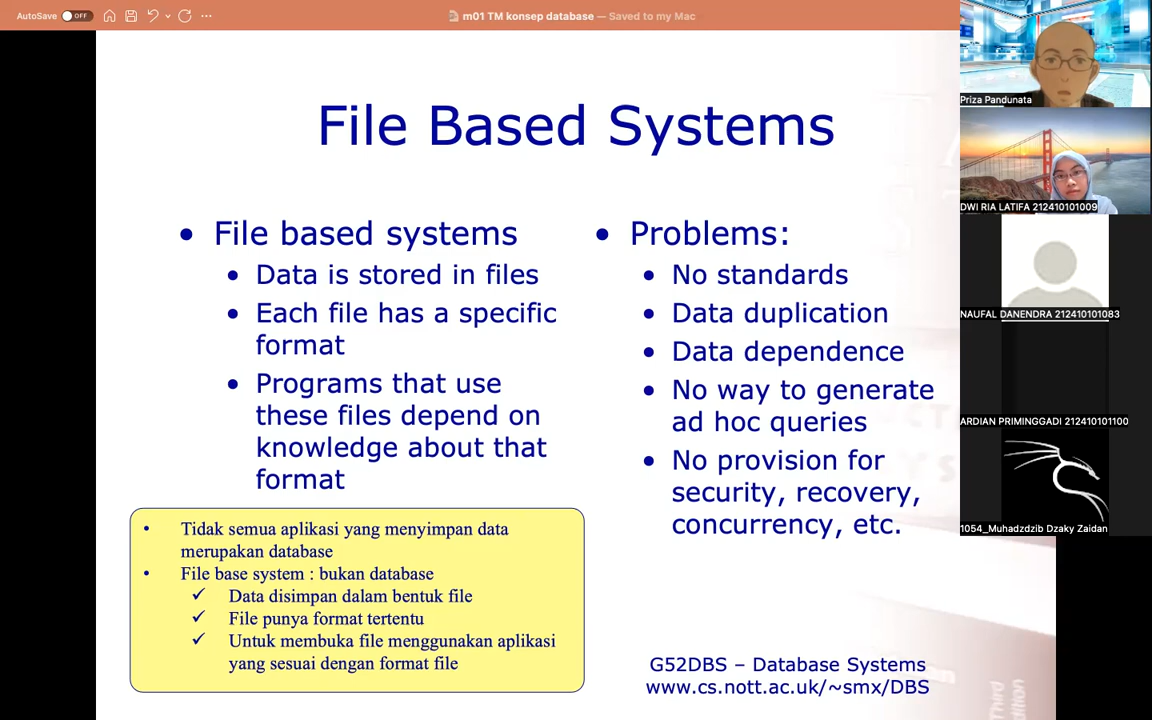 AutoSave OFF
m01 TM konsep database — Saved to my Mac
File Based Systems
• File based systems
• Data is stored in files
• Each file has a specific
format
• Programs that use
these files depend on
knowledge about that
format
• Problems:
• No standards
• Data duplication
• Data dependence
• No way to generate
ad hoc queries
• No provision for
security, recovery,
concurrency, etc.
• Tidak semua aplikasi yang menyimpan data
merupakan database
• File base system : bukan database
✓ Data disimpan dalam bentuk file
✓ File punya format tertentu
✓ Untuk membuka file menggunakan aplikasi
yang sesuai dengan format file
G52DBS – Database Systems
www.cs.nott.ac.uk/~smx/DBS
Third
Priza Pandunata
DWI RIA LATIFA 212410101009
NAUFAL DANENDRA 212410101083
ARDIAN PRIMINGGADI 212410101100
1054_Muhadzdzib Dzaky Zaidan